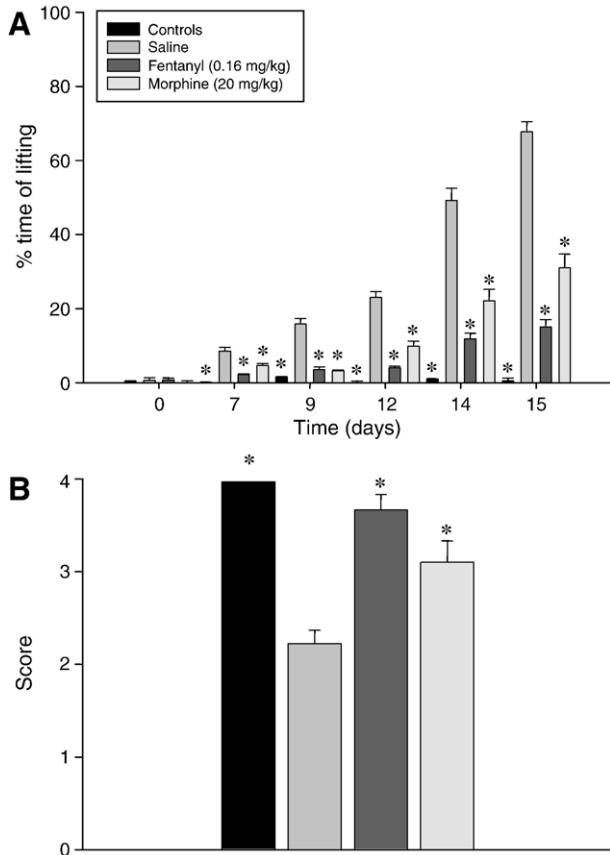 A
100
80
60
40
20
0
% time of lifting
Controls
Saline
Fentanyl (0.16 mg/kg)
Morphine (20 mg/kg)
* * * * * * * * * * * * * * *
0 7 9 12 14 15
Time (days)
B
4
3
2
1
0
Score
* * *